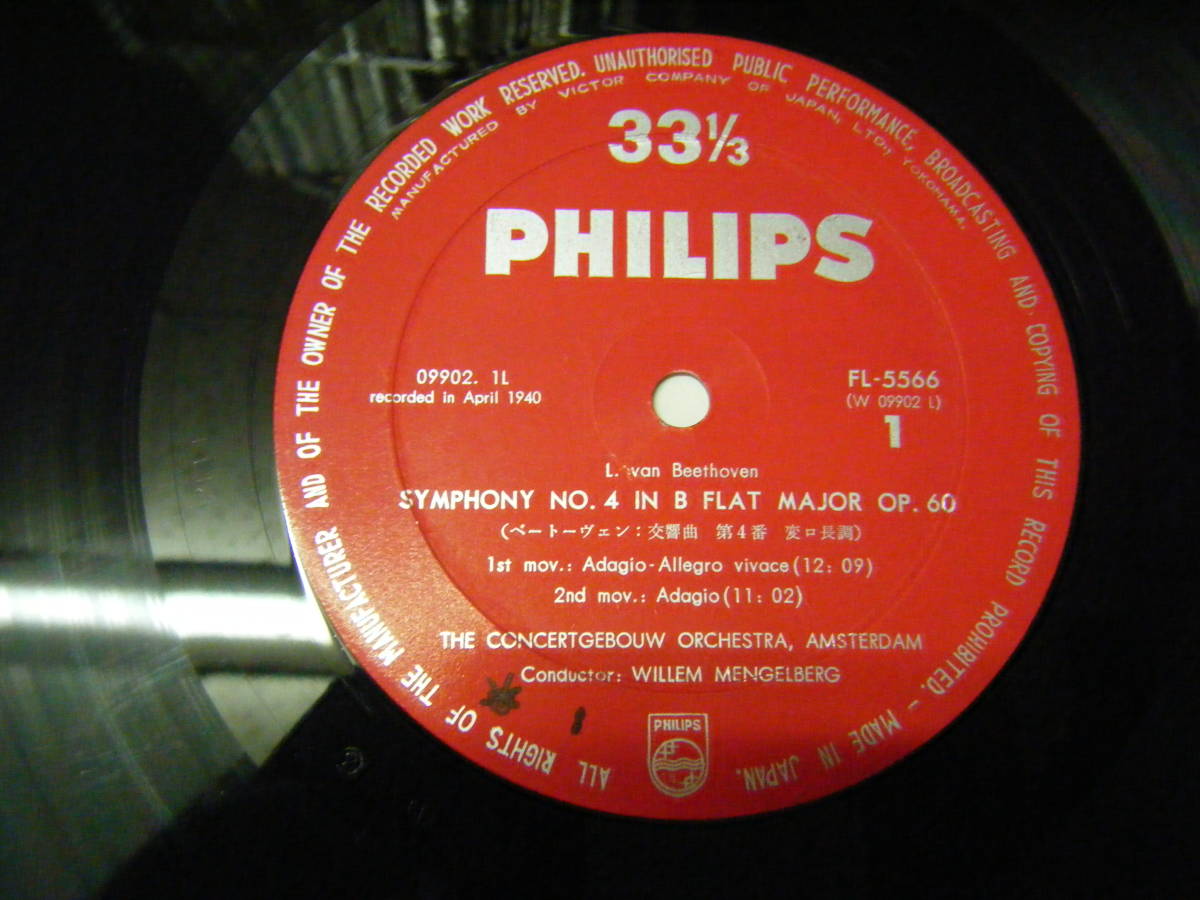 ALL RIGHTS OF THE MANUFACTURER AND OF THE OWNER OF THE RECORDED WORK RESERVED. UNAUTHORISED PUBLIC PERFORMANCE, BROADCASTING AND COPYING OF THIS RECORD PROHIBITED. - MADE IN JAPAN.
MANUFACTURED BY VICTOR COMPANY OF JAPAN, LTD. YOKOHAMA.
33⅓
PHILIPS
09902. 1L
recorded in April 1940
FL-5566
(W 09902 L)
1
L. van Beethoven
SYMPHONY NO. 4 IN B FLAT MAJOR OP. 60
(ベートーヴェン：交響曲 第4番 変ロ長調)
1st mov.: Adagio-Allegro vivace (12: 09)
2nd mov.: Adagio (11: 02)
THE CONCERTGEBOUW ORCHESTRA, AMSTERDAM
Conductor: WILLEM MENGELBERG
PHILIPS